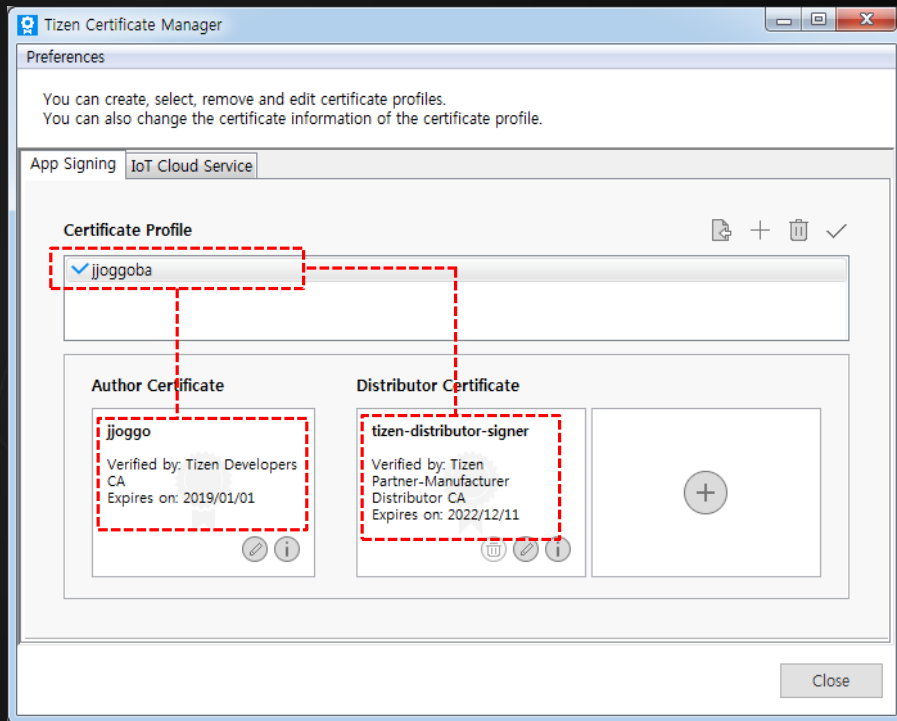 Tizen Certificate Manager
Preferences
You can create, select, remove and edit certificate profiles.
You can also change the certificate information of the certificate profile.
App Signing
IoT Cloud Service
Certificate Profile
jjoggoba
Author Certificate
jjoggo
Verified by: Tizen Developers
CA
Expires on: 2019/01/01
Distributor Certificate
tizen-distributor-signer
Verified by: Tizen
Partner-Manufacturer
Distributor CA
Expires on: 2022/12/11
Close